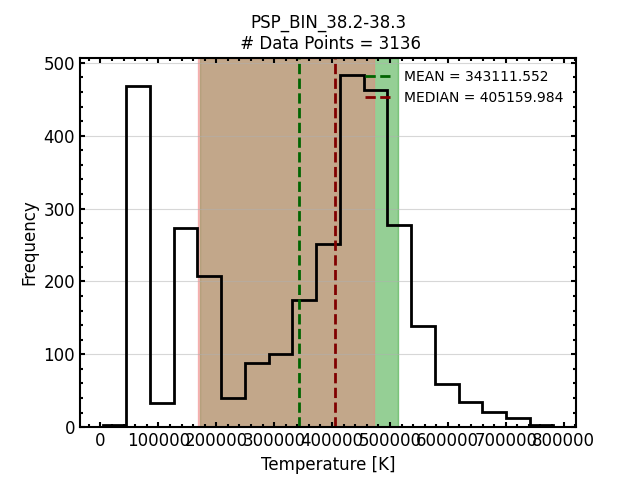 PSP_BIN_38.2-38.3
# Data Points = 3136
MEAN = 343111.552
MEDIAN = 405159.984
Frequency
500
400
300
200
100
0
0 100000 200000 300000 400000 500000 600000 700000 800000
Temperature [K]